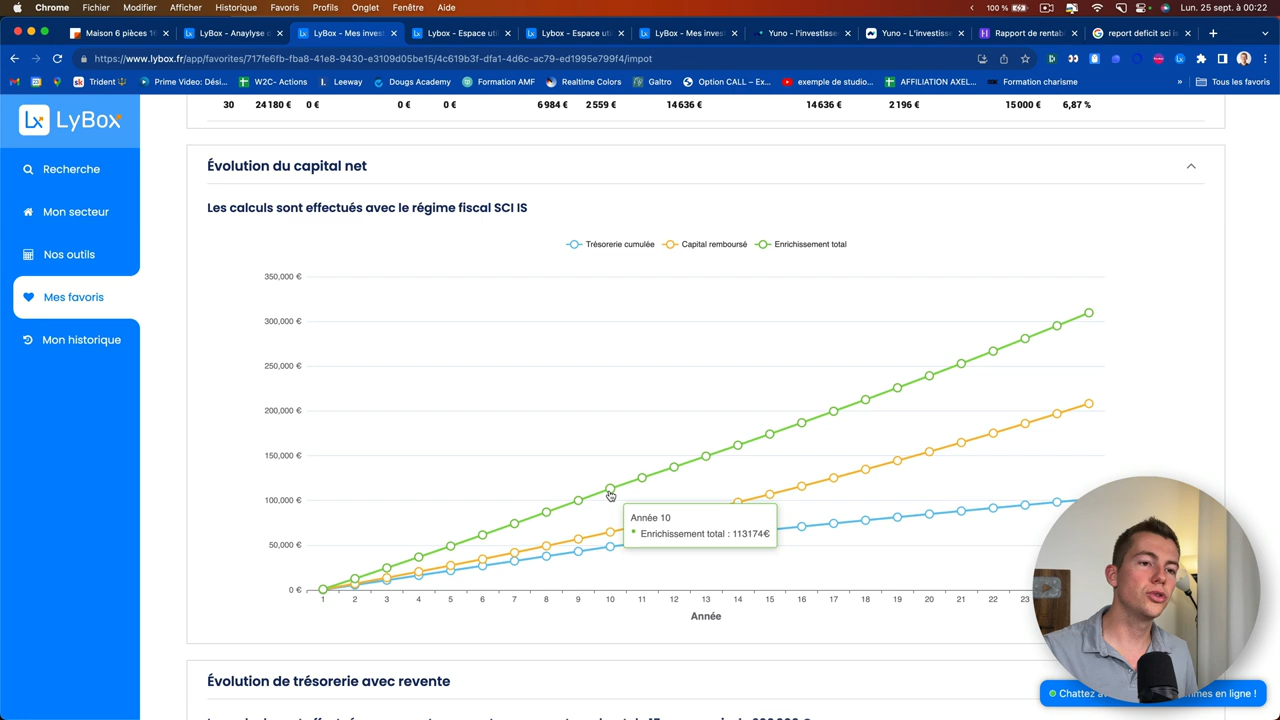 Chrome Fichier Modifier Afficher Historique Favoris Profils Onglet Fenêtre Aide
100 % Lun. 25 sept. à 00:22
Maison 6 pièces 1
LyBox - Anaylyse d
LyBox - Mes invest
LyBox - Espace uti
LyBox - Espace uti
LyBox - Mes invest
Yuno - l'investisse
Yuno - L'investisse
Rapport de rentab
report deficit sci is
https://www.lybox.fr/app/favorites/717fe6fb-fba8-41e8-9430-e3109d05be15/4c619b3f-dfa1-4d6c-ac79-ed1995e799f4/impot
Trident
Prime Video: Dési...
W2C- Actions
Leeway
Dougs Academy
Formation AMF
Realtime Colors
Galtro
Option CALL – Ex...
exemple de studio...
AFFILIATION AXEL...
Formation charisme
»
Tous les favoris
LyBox
Recherche
Mon secteur
Nos outils
Mes favoris
Mon historique
30 24 180 € 0 € 0 € 0 € 6 984 € 2 559 € 14 636 € 14 636 € 2 196 € 15 000 € 6,87 %
Évolution du capital net
Les calculs sont effectués avec le régime fiscal SCI IS
Trésorerie cumulée Capital remboursé Enrichissement total
350,000 €
300,000 €
250,000 €
200,000 €
150,000 €
100,000 €
50,000 €
0 €
Année 10
Enrichissement total : 113174€
1 2 3 4 5 6 7 8 9 10 11 12 13 14 15 16 17 18 19 20 21 22 23
Année
Évolution de trésorerie avec revente
Chattez
mmes en ligne !